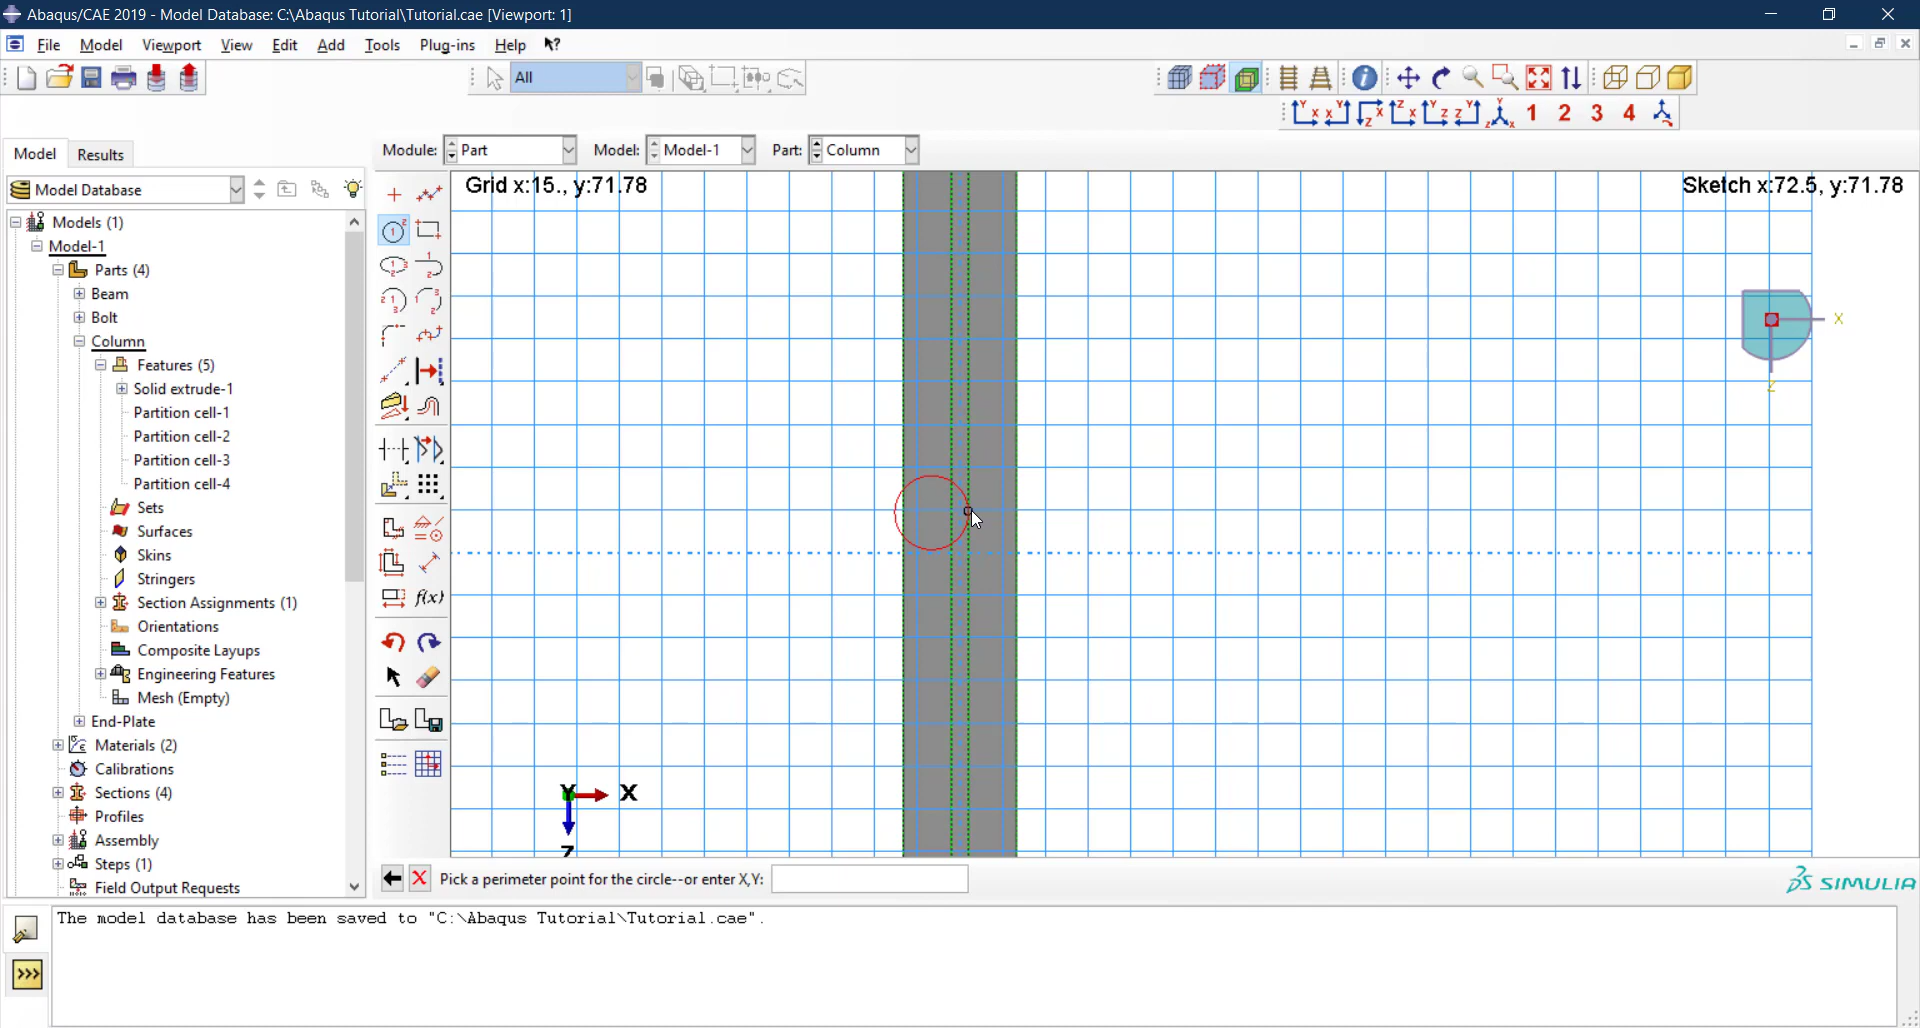 Abaqus/CAE 2019 - Model Database: C:\Abaqus Tutorial\Tutorial.cae [Viewport: 1]
File Model Viewport View Edit Add Tools Plug-ins Help ?
All
Y X X Y Z X Z X Y Z Z Y Y Z X 1 2 3 4
Model Results
Module: Part Model: Model-1 Part: Column
Model Database
Grid x:15., y:71.78
Sketch x:72.5, y:71.78
Models (1)
Model-1
Parts (4)
Beam
Bolt
Column
Features (5)
Solid extrude-1
Partition cell-1
Partition cell-2
Partition cell-3
Partition cell-4
Sets
Surfaces
Skins
Stringers
Section Assignments (1)
Orientations
Composite Layups
Engineering Features
Mesh (Empty)
End-Plate
Materials (2)
Calibrations
Sections (4)
Profiles
Assembly
Steps (1)
Field Output Requests
f(x)
X
Z
Y X
Z
Pick a perimeter point for the circle--or enter X,Y:
SIMULIA
The model database has been saved to "C:\Abaqus Tutorial\Tutorial.cae".
>>>